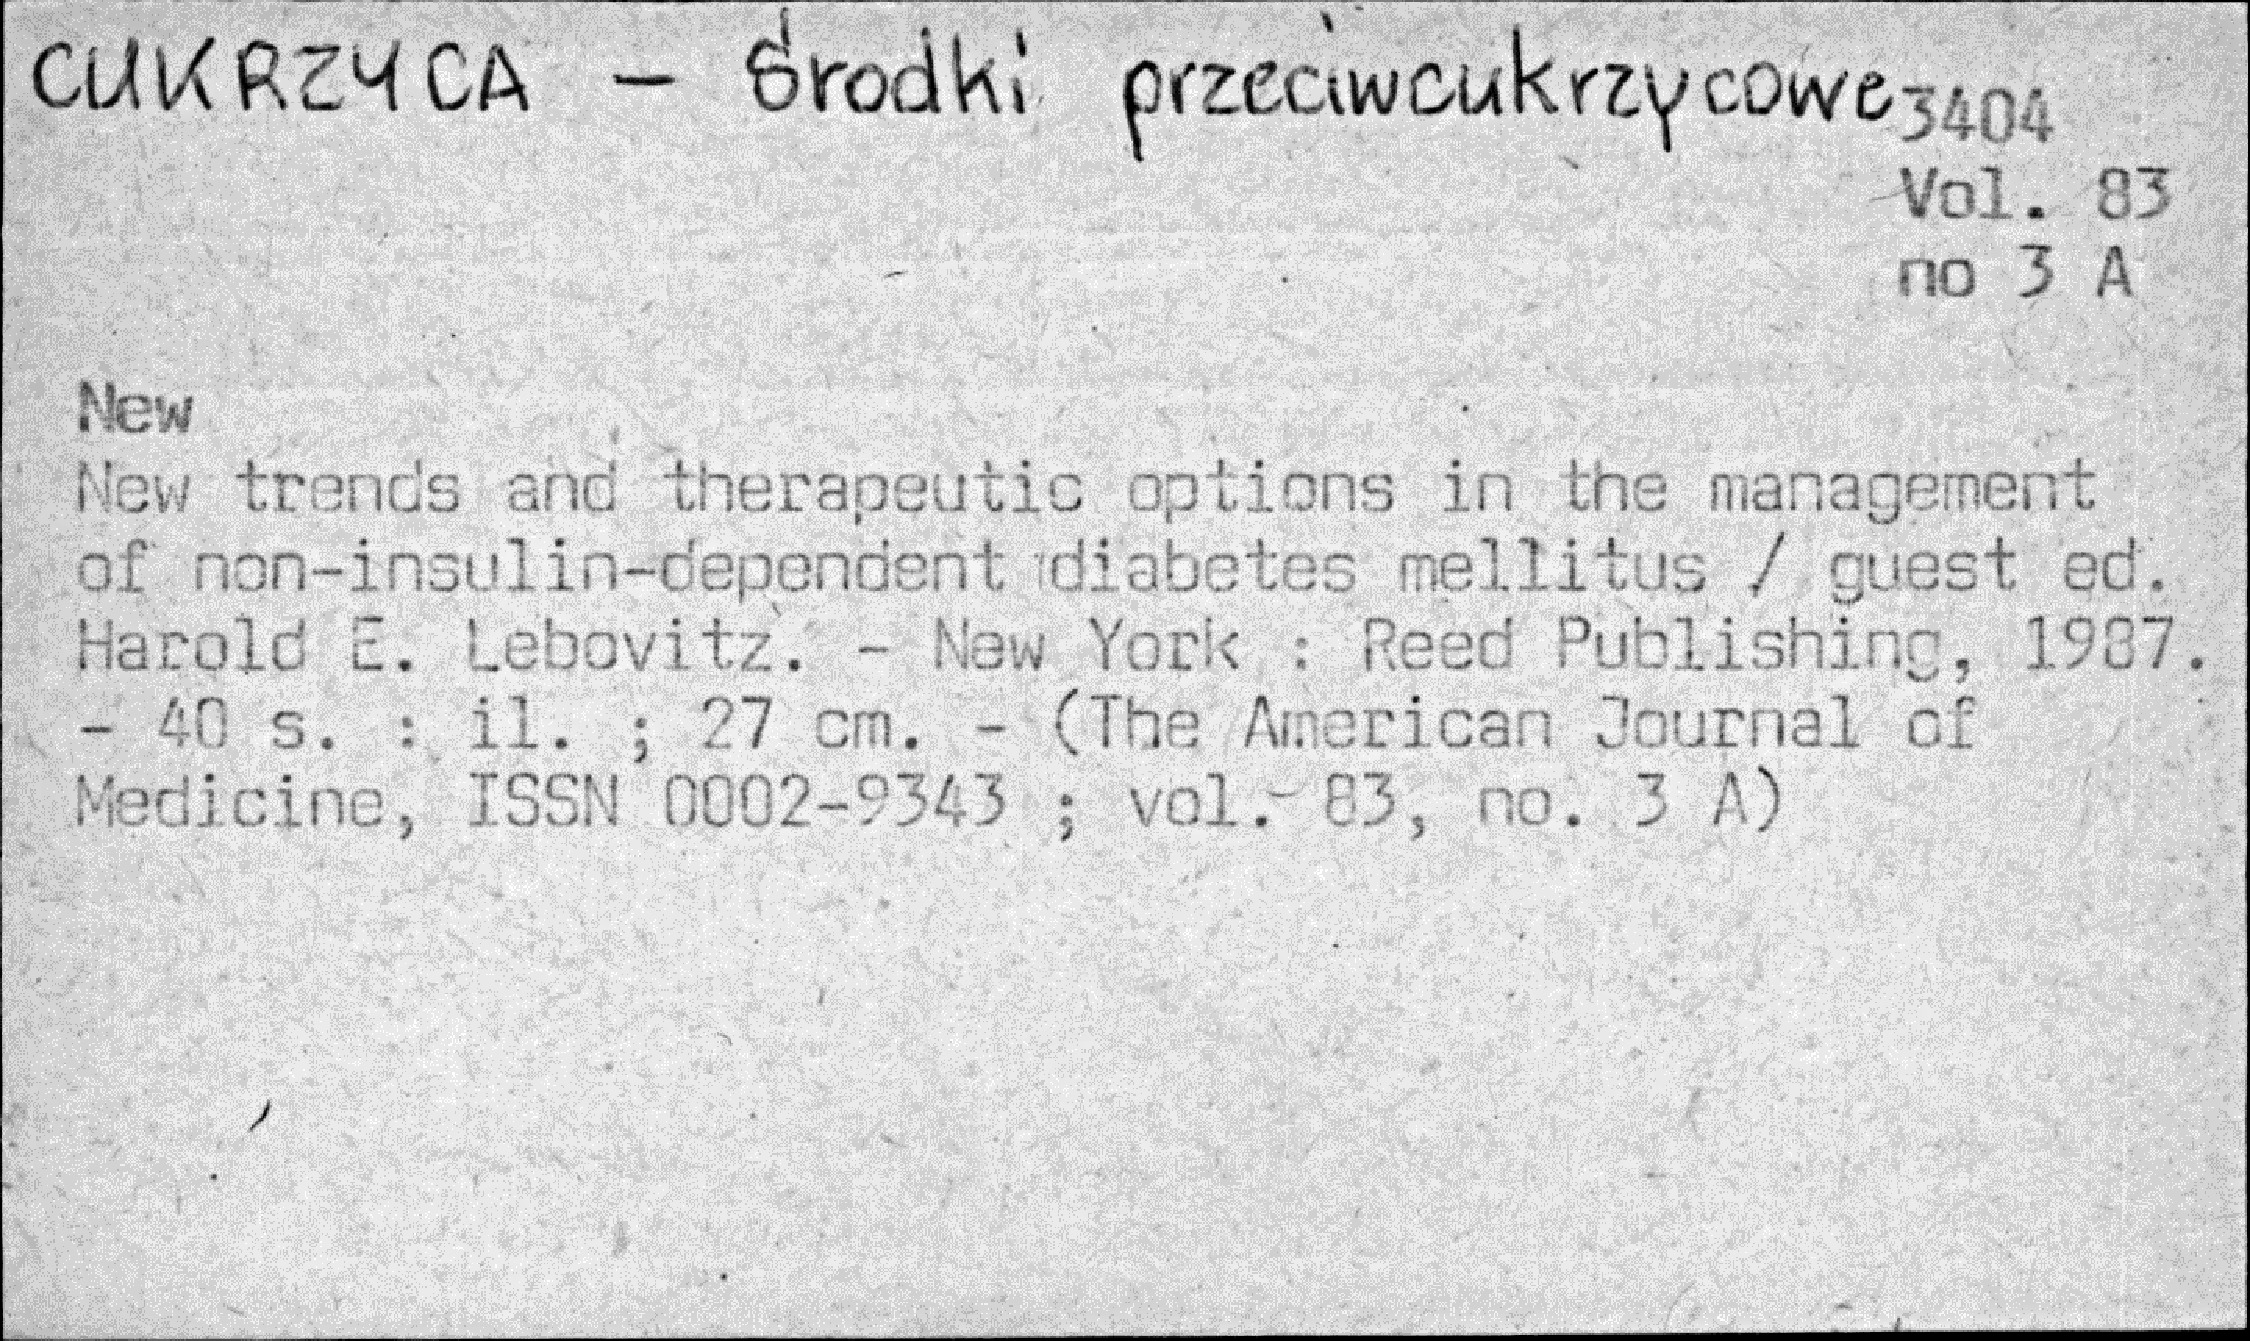 CUKRZYCA - środki przeciwcukrzycowe
3404
Vol. 83
no 3 A
New
New trends and therapeutic options in the management
of non-insulin-dependent diabetes mellitus / guest ed.
Harold E. Lebovitz. - New York : Reed Publishing, 1987.
- 40 s. : il. ; 27 cm. - (The American Journal of
Medicine, ISSN 0002-9343 ; vol. 83, no. 3 A)